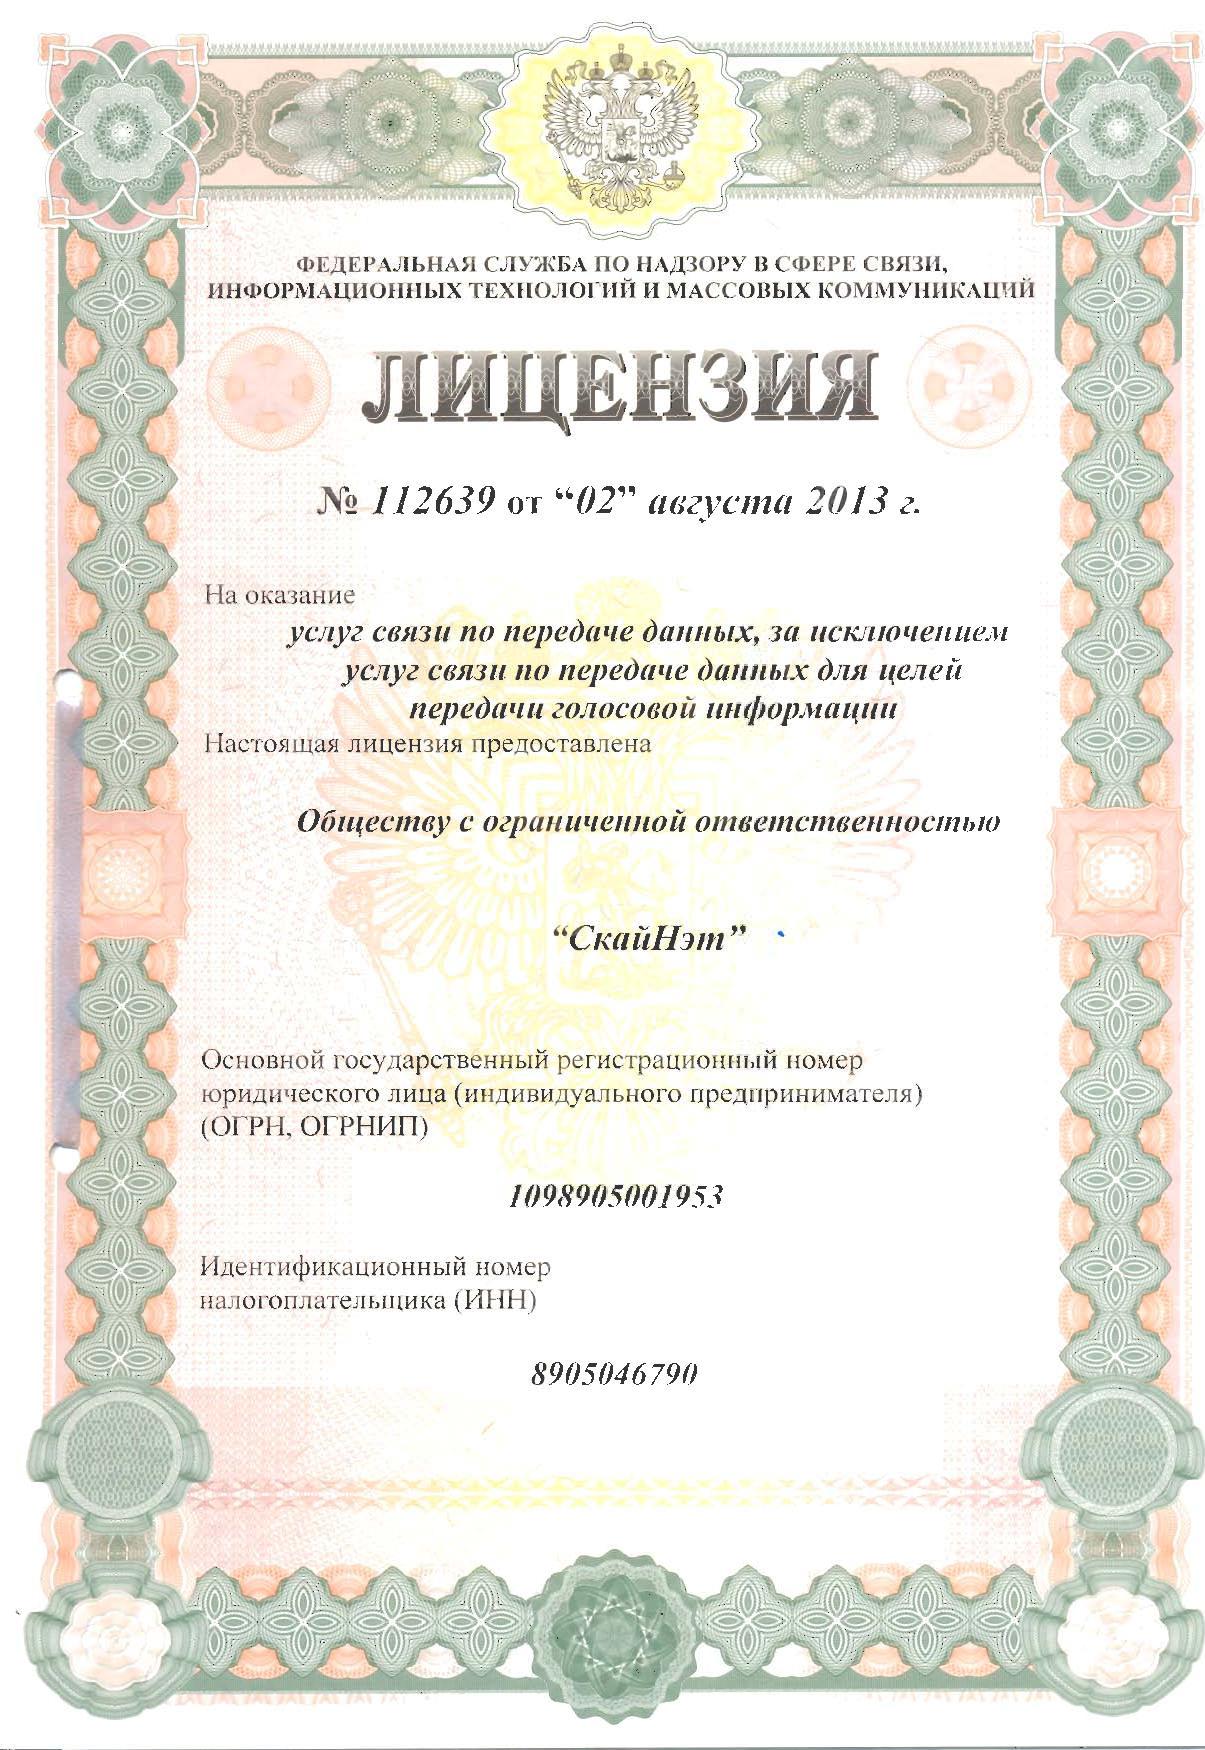 ФЕДЕРАЛЬНАЯ СЛУЖБА ПО НАДЗОРУ В СФЕРЕ СВЯЗИ,
ИНФОРМАЦИОННЫХ ТЕХНОЛОГИЙ И МАССОВЫХ КОММУНИКАЦИЙ
ЛИЦЕНЗИЯ
№ 112639 от “02” августа 2013 г.
На оказание
услуг связи по передаче данных, за исключением
услуг связи по передаче данных для целей
передачи голосовой информации
Настоящая лицензия предоставлена
Обществу с ограниченной ответственностью
“СкайНэт”
Основной государственный регистрационный номер
юридического лица (индивидуального предпринимателя)
(ОГРН, ОГРНИП)
1098905001953
Идентификационный номер
налогоплательщика (ИНН)
8905046790